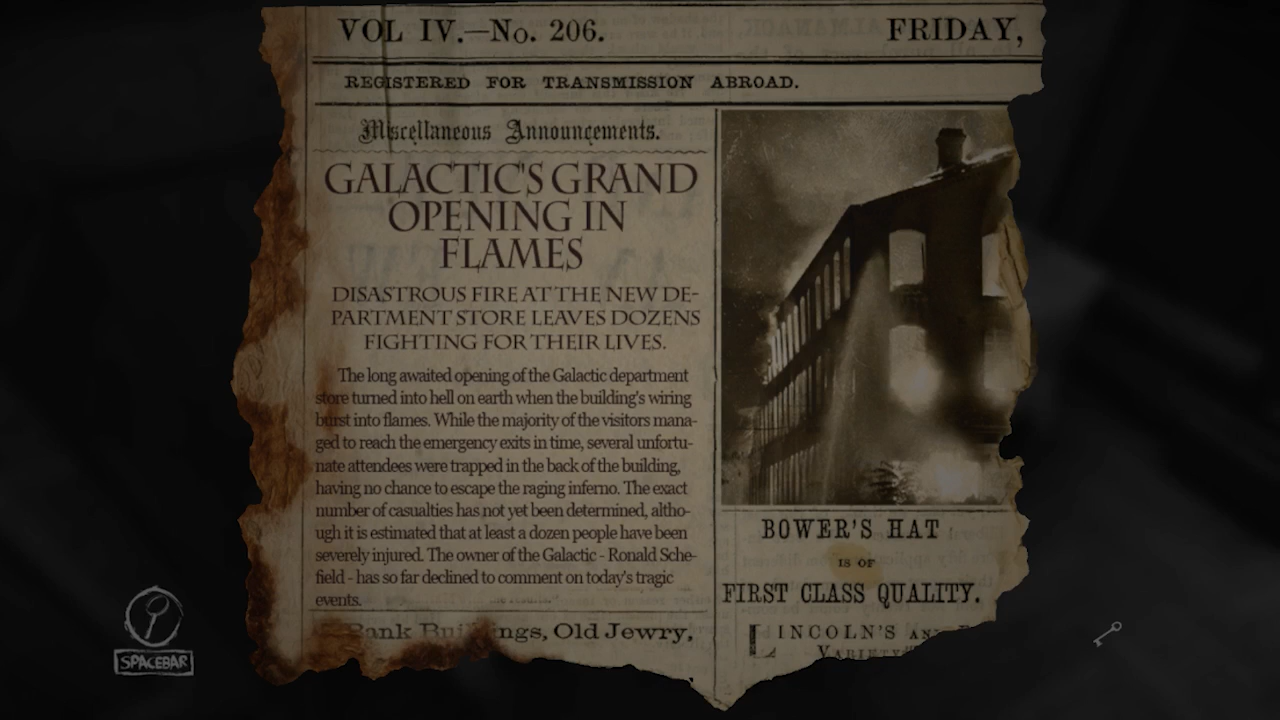 VOL IV.—No. 206.
FRIDAY,
REGISTERED FOR TRANSMISSION ABROAD.
Miscellaneous Announcements.
GALACTIC'S GRAND
OPENING IN
FLAMES
DISASTROUS FIRE AT THE NEW DE-
PARTMENT STORE LEAVES DOZENS
FIGHTING FOR THEIR LIVES.
The long awaited opening of the Galactic department
store turned into hell on earth when the building's wiring
burst into flames. While the majority of the visitors mana-
ged to reach the emergency exits in time, several unfortu-
nate attendees were trapped in the back of the building,
having no chance to escape the raging inferno. The exact
number of casualties has not yet been determined, altho-
ugh it is estimated that at least a dozen people have been
severely injured. The owner of the Galactic - Ronald Sche-
field - has so far declined to comment on today's tragic
events.
Bank Buildings, Old Jewry,
BOWER'S HAT
IS OF
FIRST CLASS QUALITY.
LINCOLN'S
VARIETY
SPACEBAR